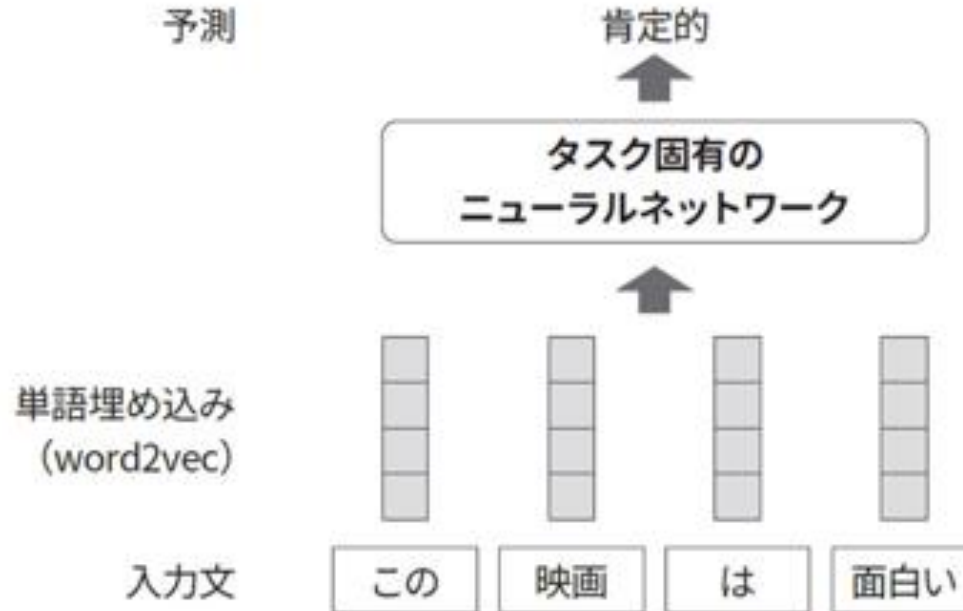 予測
肯定的
タスク固有の
ニューラルネットワーク
単語埋め込み
（word2vec）
入力文
この
映画
は
面白い